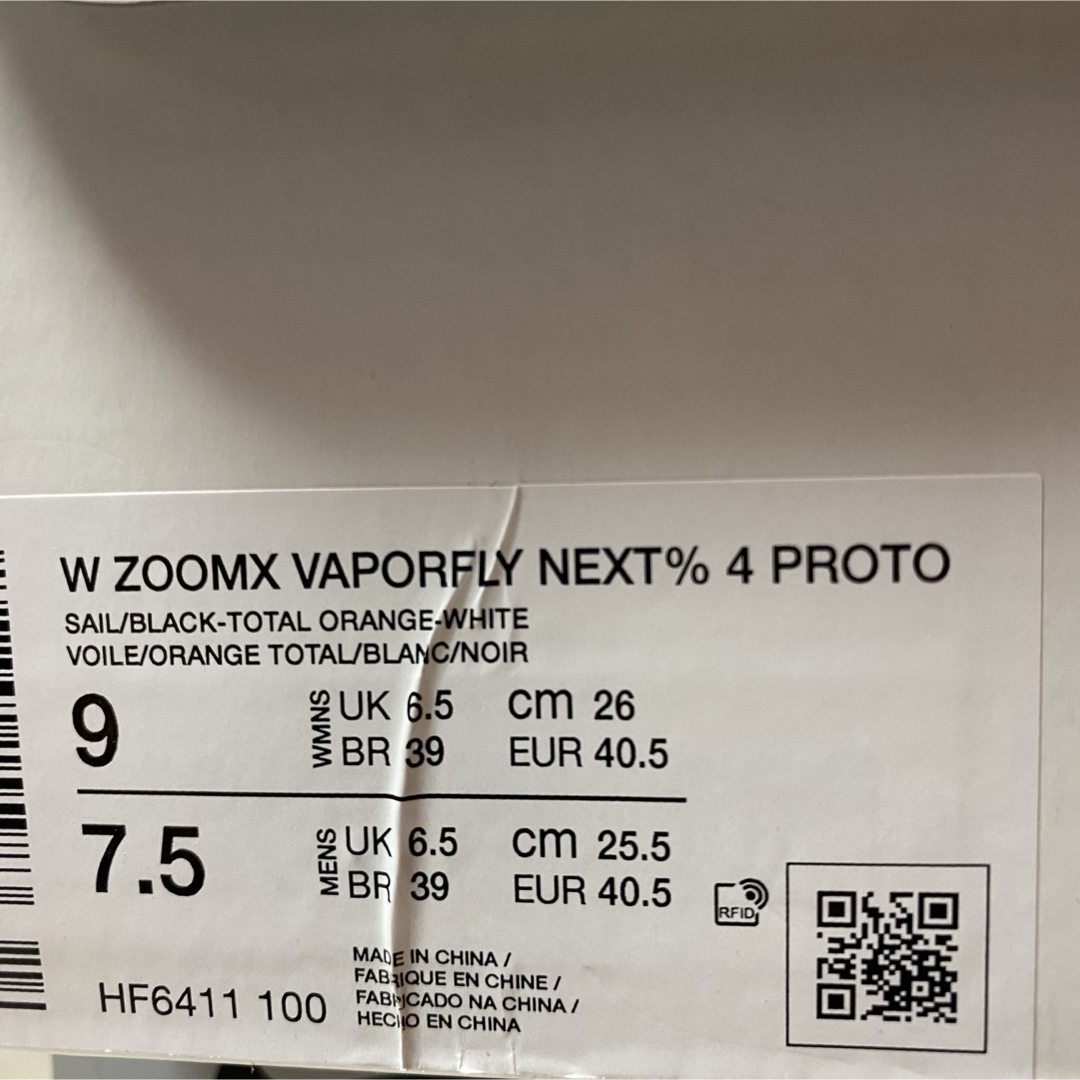 W ZOOMX VAPORFLY NEXT% 4 PROTO
SAIL/BLACK-TOTAL ORANGE-WHITE
VOILE/ORANGE TOTAL/BLANC/NOIR
9 WMNS UK 6.5 cm 26
BR 39 EUR 40.5
7.5 MENS UK 6.5 cm 25.5
BR 39 EUR 40.5
RFID
MADE IN CHINA /
FABRIQUE EN CHINE /
FABRICADO NA CHINA /
HECHO EN CHINA
HF6411 100